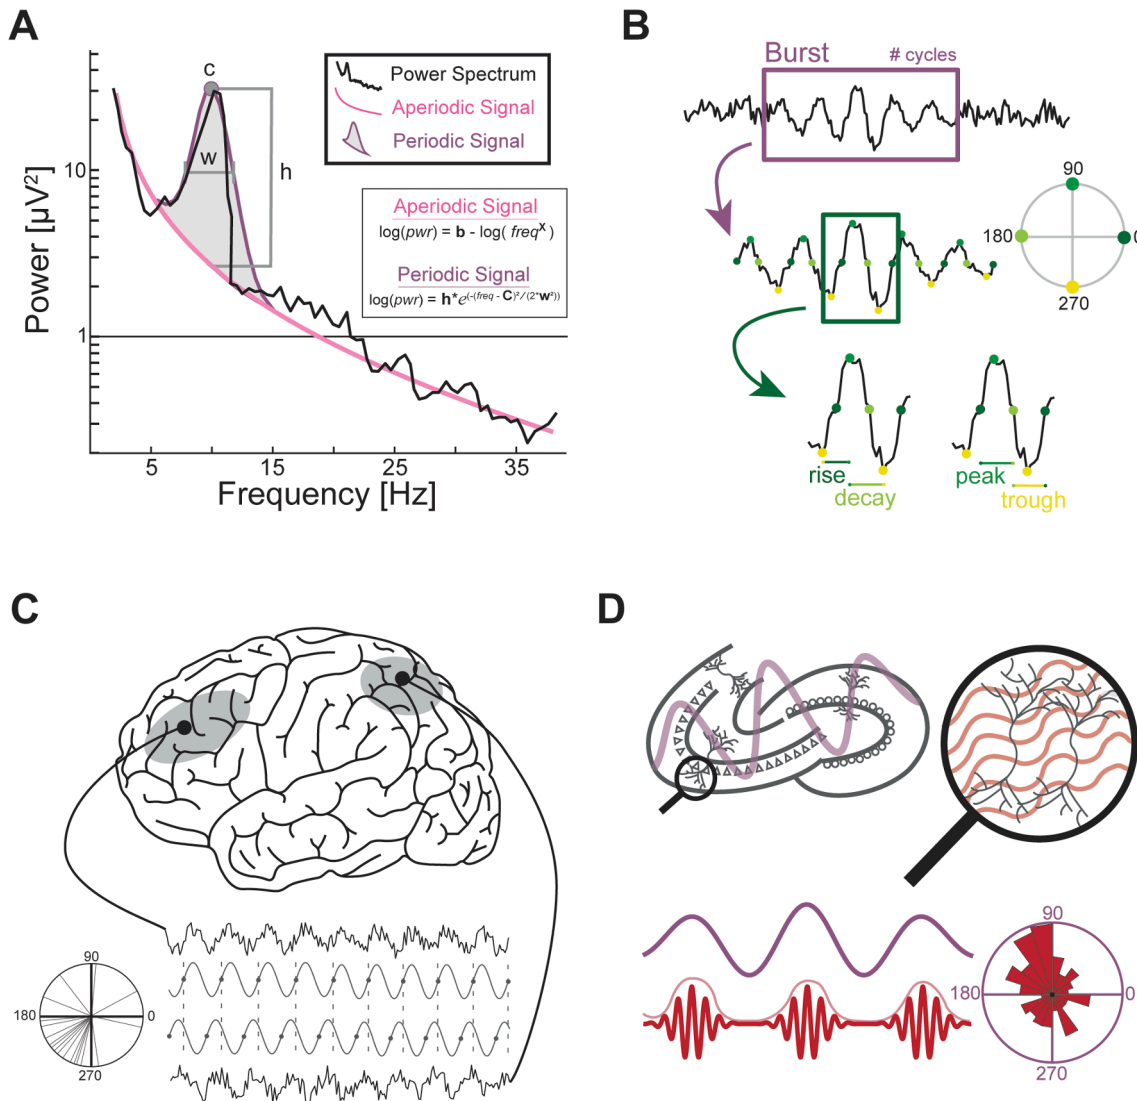 A
C
W
h
Power [µV²]
10
1
5
15
25
35
Frequency [Hz]
Power Spectrum
Aperiodic Signal
Periodic Signal
Aperiodic Signal
log(pwr) = b - log( freqˣ )
Periodic Signal
log(pwr) = h*e(-(freq - C)²/(2*w²))
B
Burst
# cycles
90
180
0
270
rise
decay
peak
trough
C
90
180
0
270
D
90
180
0
270